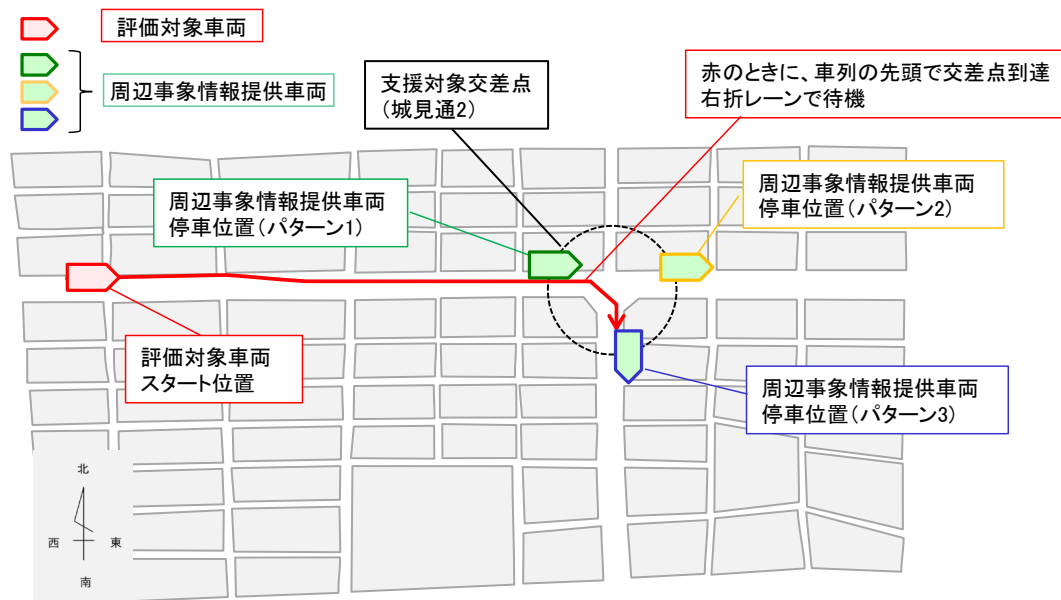 評価対象車両
周辺事象情報提供車両
支援対象交差点
(城見通2)
赤のときに、車列の先頭で交差点到達
右折レーンで待機
周辺事象情報提供車両
停車位置(パターン1)
周辺事象情報提供車両
停車位置(パターン2)
評価対象車両
スタート位置
周辺事象情報提供車両
停車位置(パターン3)
北
西
東
南